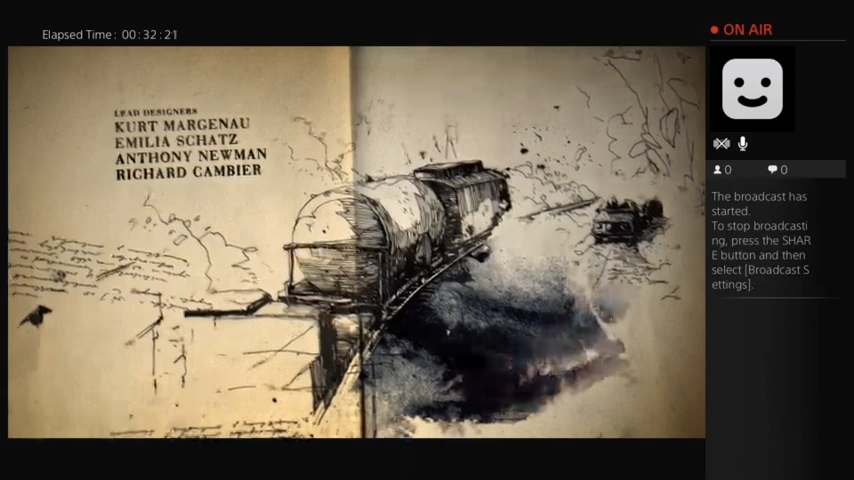 Elapsed Time: 00:32:21
ON AIR
LEAD DESIGNERS
KURT MARGENAU
EMILIA SCHATZ
ANTHONY NEWMAN
RICHARD CAMBIER
0
0
The broadcast has
started.
To stop broadcasti
ng, press the SHAR
E button and then
select [Broadcast S
ettings].